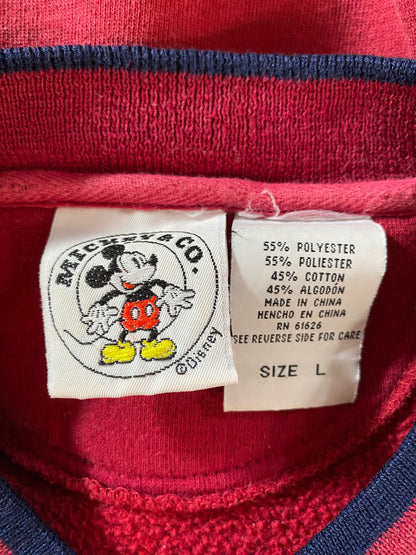 MICKEY & CO.
©Disney
55% POLYESTER
55% POLIESTER
45% COTTON
45% ALGODÓN
MADE IN CHINA
HENCHO EN CHINA
RN 61626
SEE REVERSE SIDE FOR CARE
SIZE L